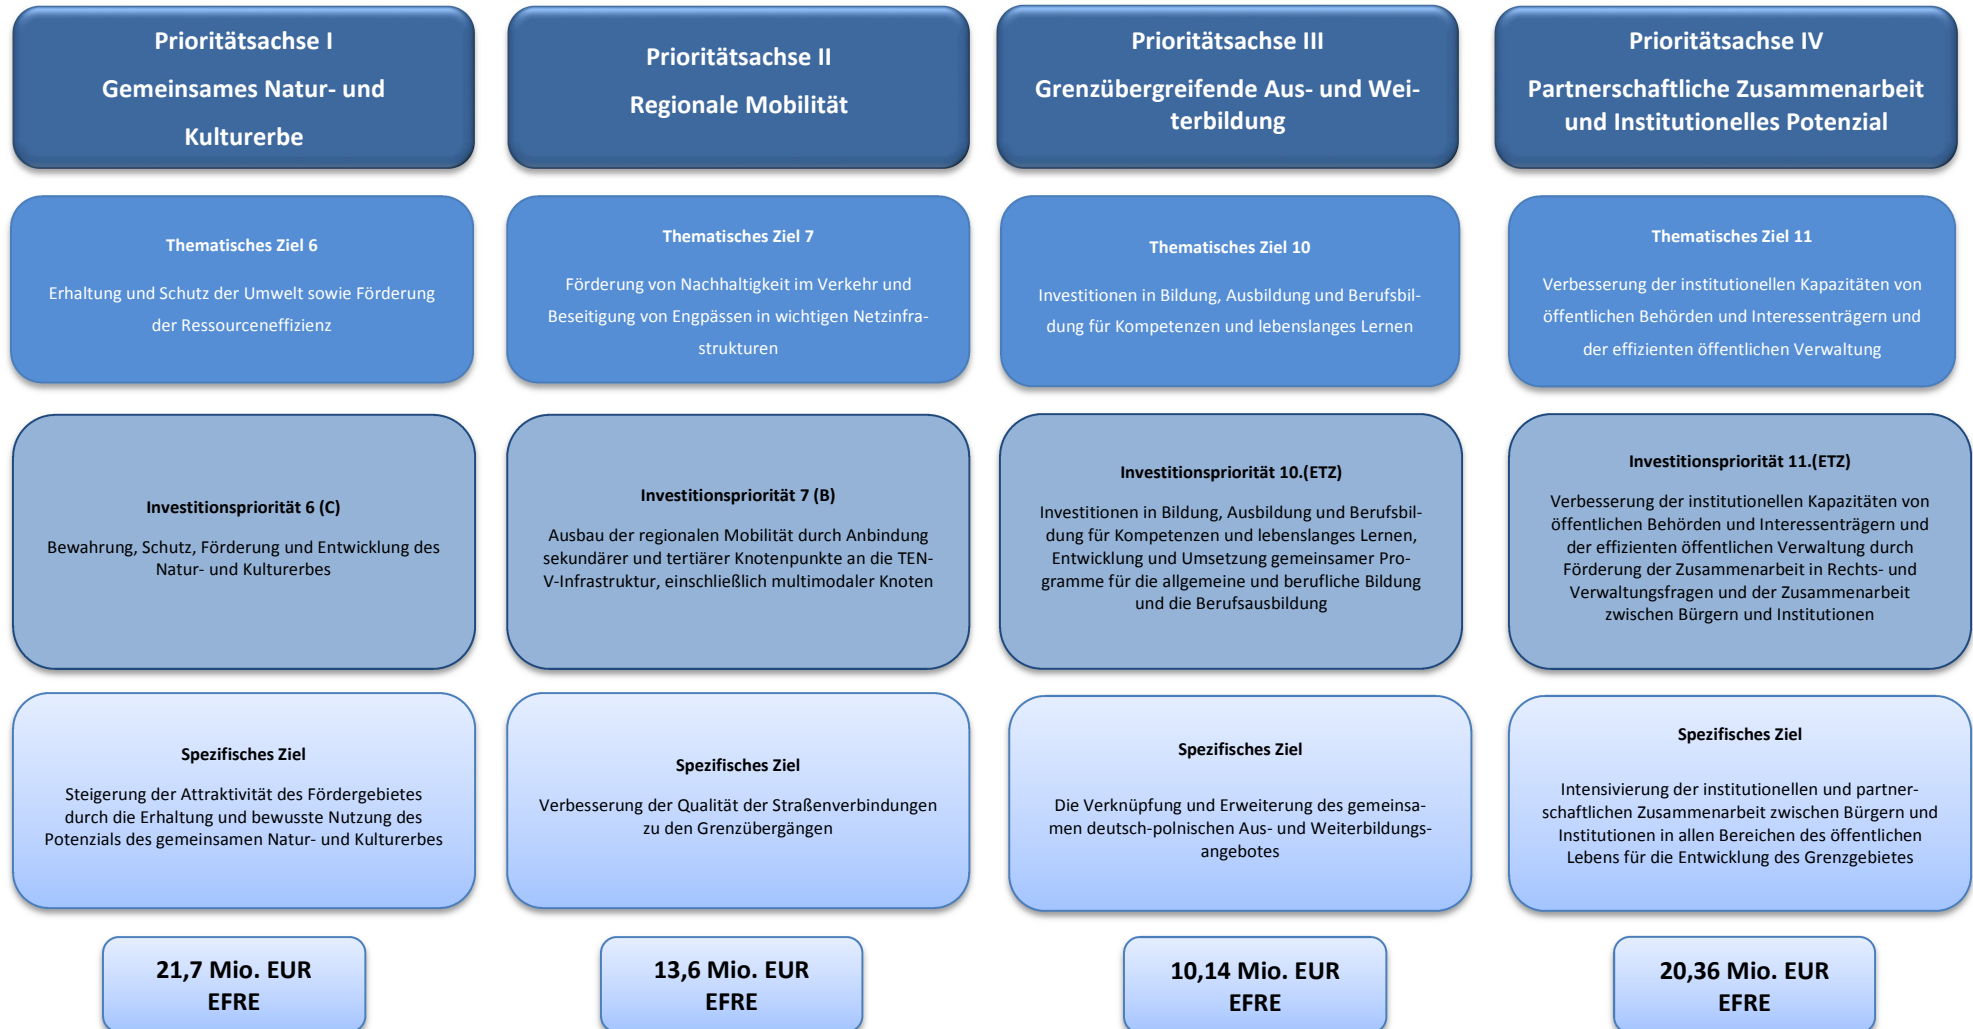 Prioritätsachse I
Gemeinsames Natur- und
Kulturerbe
Prioritätsachse II
Regionale Mobilität
Prioritätsachse III
Grenzübergreifende Aus- und Wei-
terbildung
Prioritätsachse IV
Partnerschaftliche Zusammenarbeit
und Institutionelles Potenzial
Thematisches Ziel 6
Erhaltung und Schutz der Umwelt sowie Förderung
der Ressourceneffizienz
Thematisches Ziel 7
Förderung von Nachhaltigkeit im Verkehr und
Beseitigung von Engpässen in wichtigen Netzinfra-
strukturen
Thematisches Ziel 10
Investitionen in Bildung, Ausbildung und Berufsbil-
dung für Kompetenzen und lebenslanges Lernen
Thematisches Ziel 11
Verbesserung der institutionellen Kapazitäten von
öffentlichen Behörden und Interessenträgern und
der effizienten öffentlichen Verwaltung
Investitionspriorität 6 (C)
Bewahrung, Schutz, Förderung und Entwicklung des
Natur- und Kulturerbes
Investitionspriorität 7 (B)
Ausbau der regionalen Mobilität durch Anbindung
sekundärer und tertiärer Knotenpunkte an die TEN-
V-Infrastruktur, einschließlich multimodaler Knoten
Investitionspriorität 10.(ETZ)
Investitionen in Bildung, Ausbildung und Berufsbil-
dung für Kompetenzen und lebenslanges Lernen,
Entwicklung und Umsetzung gemeinsamer Pro-
gramme für die allgemeine und berufliche Bildung
und die Berufsausbildung
Investitionspriorität 11.(ETZ)
Verbesserung der institutionellen Kapazitäten von
öffentlichen Behörden und Interessenträgern und
der effizienten öffentlichen Verwaltung durch
Förderung der Zusammenarbeit in Rechts- und
Verwaltungsfragen und der Zusammenarbeit
zwischen Bürgern und Institutionen
Spezifisches Ziel
Steigerung der Attraktivität des Fördergebietes
durch die Erhaltung und bewusste Nutzung des
Potenzials des gemeinsamen Natur- und Kulturerbes
Spezifisches Ziel
Verbesserung der Qualität der Straßenverbindungen
zu den Grenzübergängen
Spezifisches Ziel
Die Verknüpfung und Erweiterung des gemeinsa-
men deutsch-polnischen Aus- und Weiterbildungs-
angebotes
Spezifisches Ziel
Intensivierung der institutionellen und partner-
schaftlichen Zusammenarbeit zwischen Bürgern und
Institutionen in allen Bereichen des öffentlichen
Lebens für die Entwicklung des Grenzgebietes
21,7 Mio. EUR
EFRE
13,6 Mio. EUR
EFRE
10,14 Mio. EUR
EFRE
20,36 Mio. EUR
EFRE